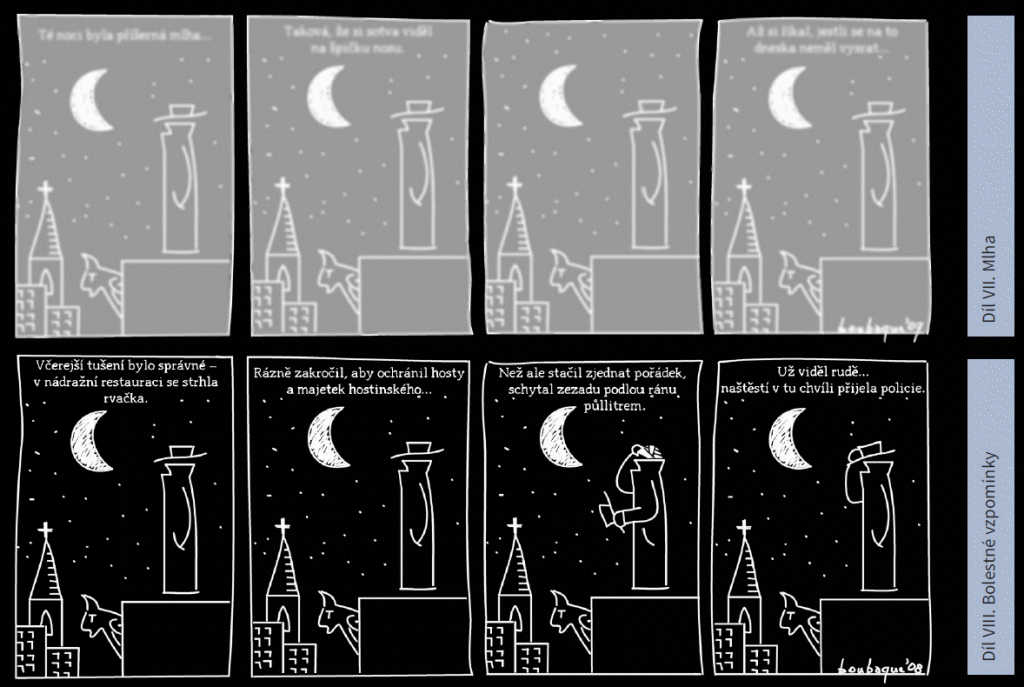 Té noci byla příšerná mlha...
Taková, že si sotva viděl
na špičku nosu.
Až si říkal, jestli se na to
dneska neměl vysrat...
boubaque'07
Díl VII. Mlha
Včerejší tušení bylo správné –
v nádražní restauraci se strhla
rvačka.
Rázně zakročil, aby ochránil hosty
a majetek hostinského...
Než ale stačil zjednat pořádek,
schytal zezadu podlou ránu
půllitrem.
Už viděl rudě...
naštěstí v tu chvíli přijela policie.
boubaque'08
Díl VIII. Bolestné vzpomínky